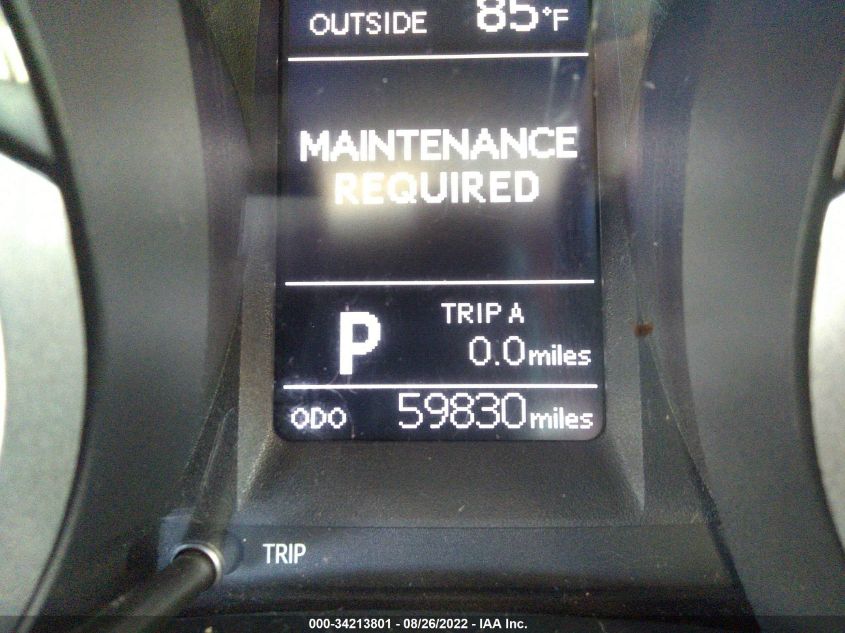 OUTSIDE 85°F
MAINTENANCE
REQUIRED
P
TRIP A
0.0 miles
ODO 59830 miles
TRIP
000-34213801 - 08/26/2022 - IAA Inc.